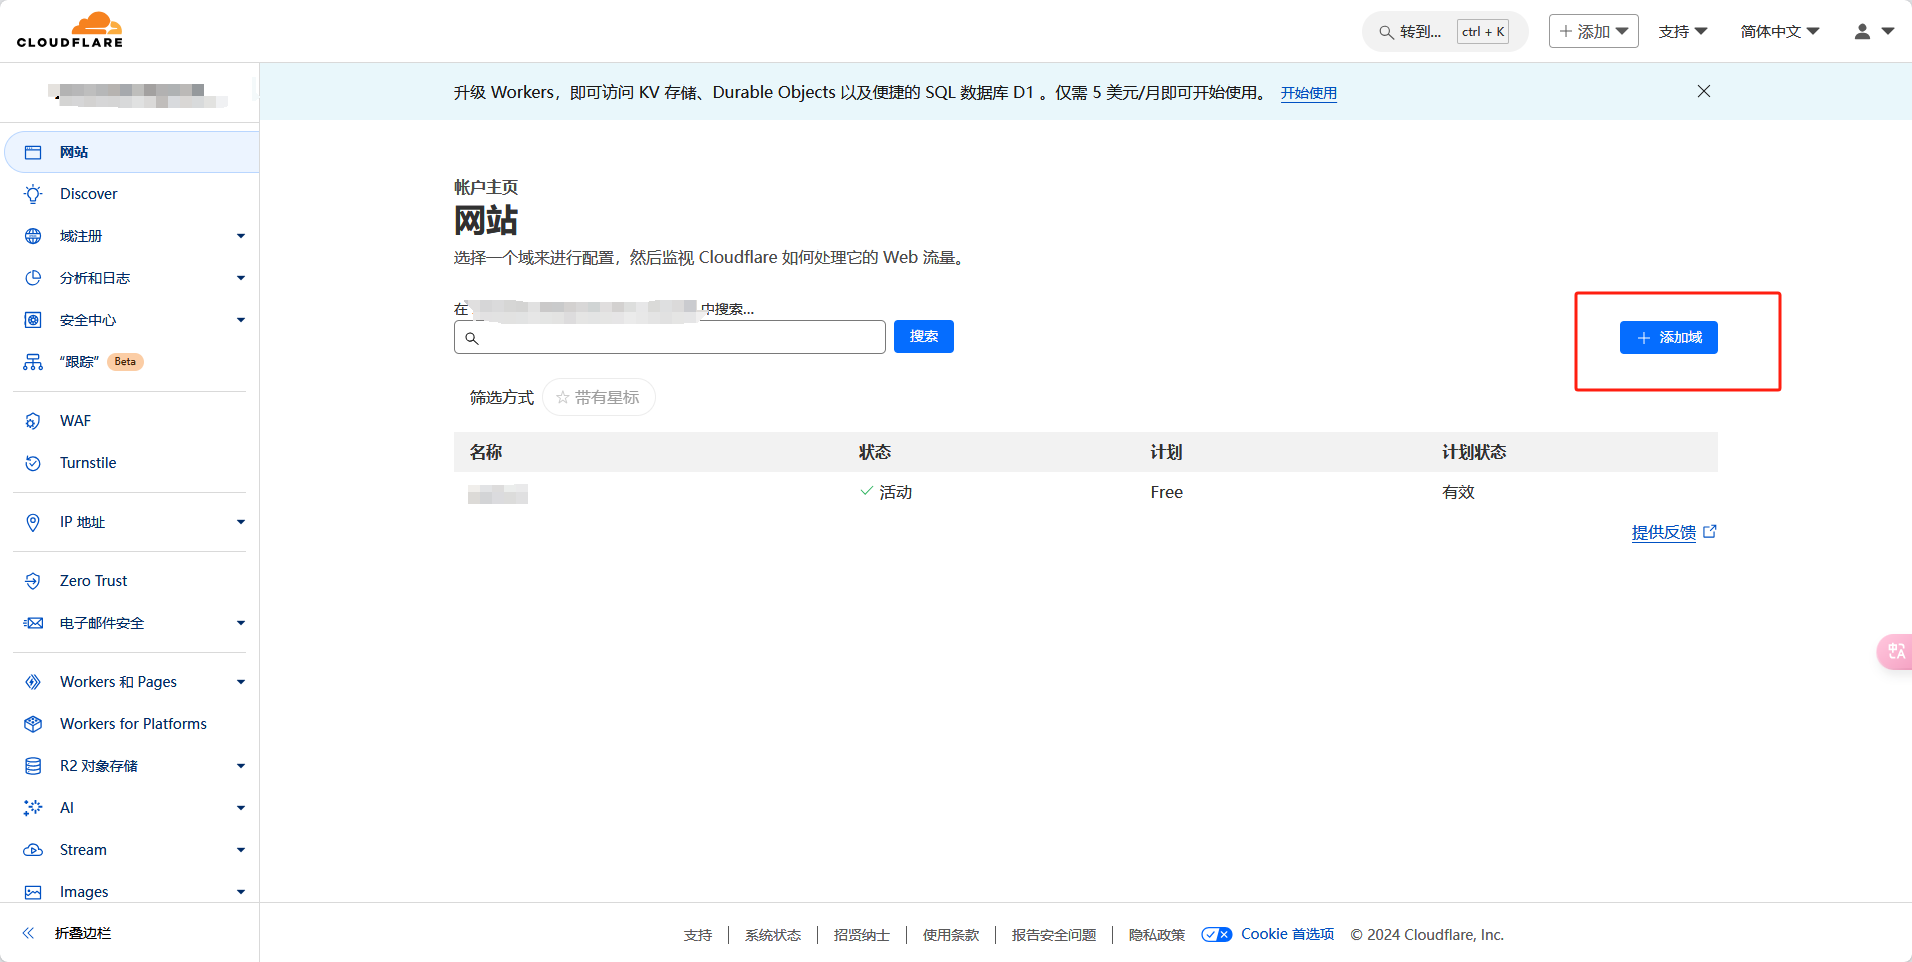 CLOUDFLARE
转到... ctrl + K
添加
支持
简体中文
升级 Workers，即可访问 KV 存储、Durable Objects 以及便捷的 SQL 数据库 D1 。仅需 5 美元/月即可开始使用。 开始使用
网站
Discover
域注册
分析和日志
安全中心
“跟踪” Beta
WAF
Turnstile
IP 地址
Zero Trust
电子邮件安全
Workers 和 Pages
Workers for Platforms
R2 对象存储
AI
Stream
Images
折叠边栏
帐户主页
网站
选择一个域来进行配置，然后监视 Cloudflare 如何处理它的 Web 流量。
在 中搜索...
搜索
添加域
筛选方式 带有星标
名称 状态 计划 计划状态
活动 Free 有效
提供反馈
支持 系统状态 招贤纳士 使用条款 报告安全问题 隐私政策 Cookie 首选项 © 2024 Cloudflare, Inc.